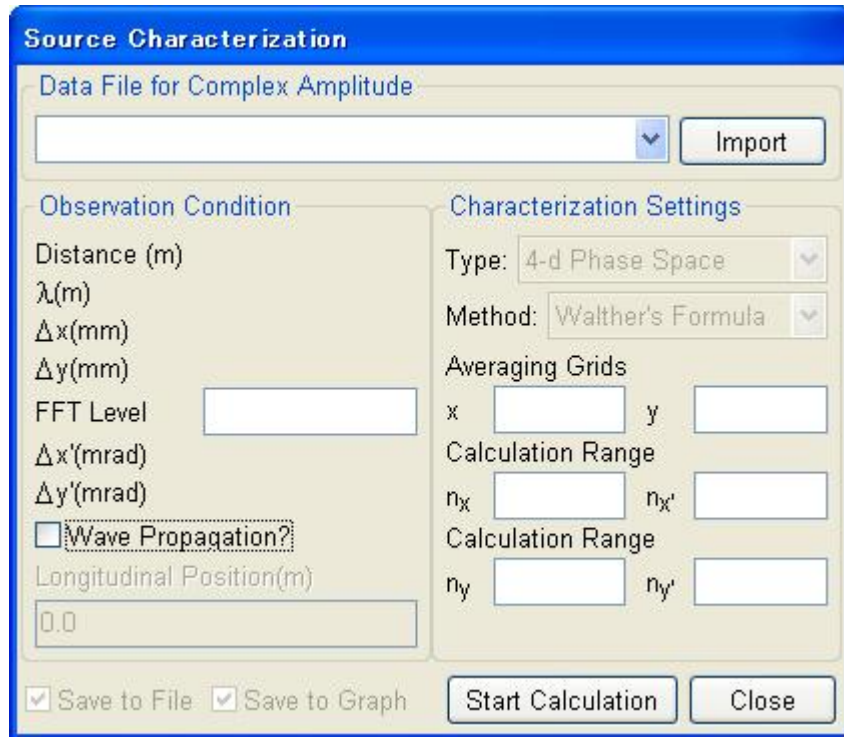 Source Characterization
Data File for Complex Amplitude
Import
Observation Condition
Distance (m)
λ(m)
Δx(mm)
Δy(mm)
FFT Level
Δx'(mrad)
Δy'(mrad)
Wave Propagation?
Longitudinal Position(m)
0.0
Characterization Settings
Type: 4-d Phase Space
Method: Walther's Formula
Averaging Grids
x y
Calculation Range
nx nx'
Calculation Range
ny ny'
Save to File Save to Graph Start Calculation Close